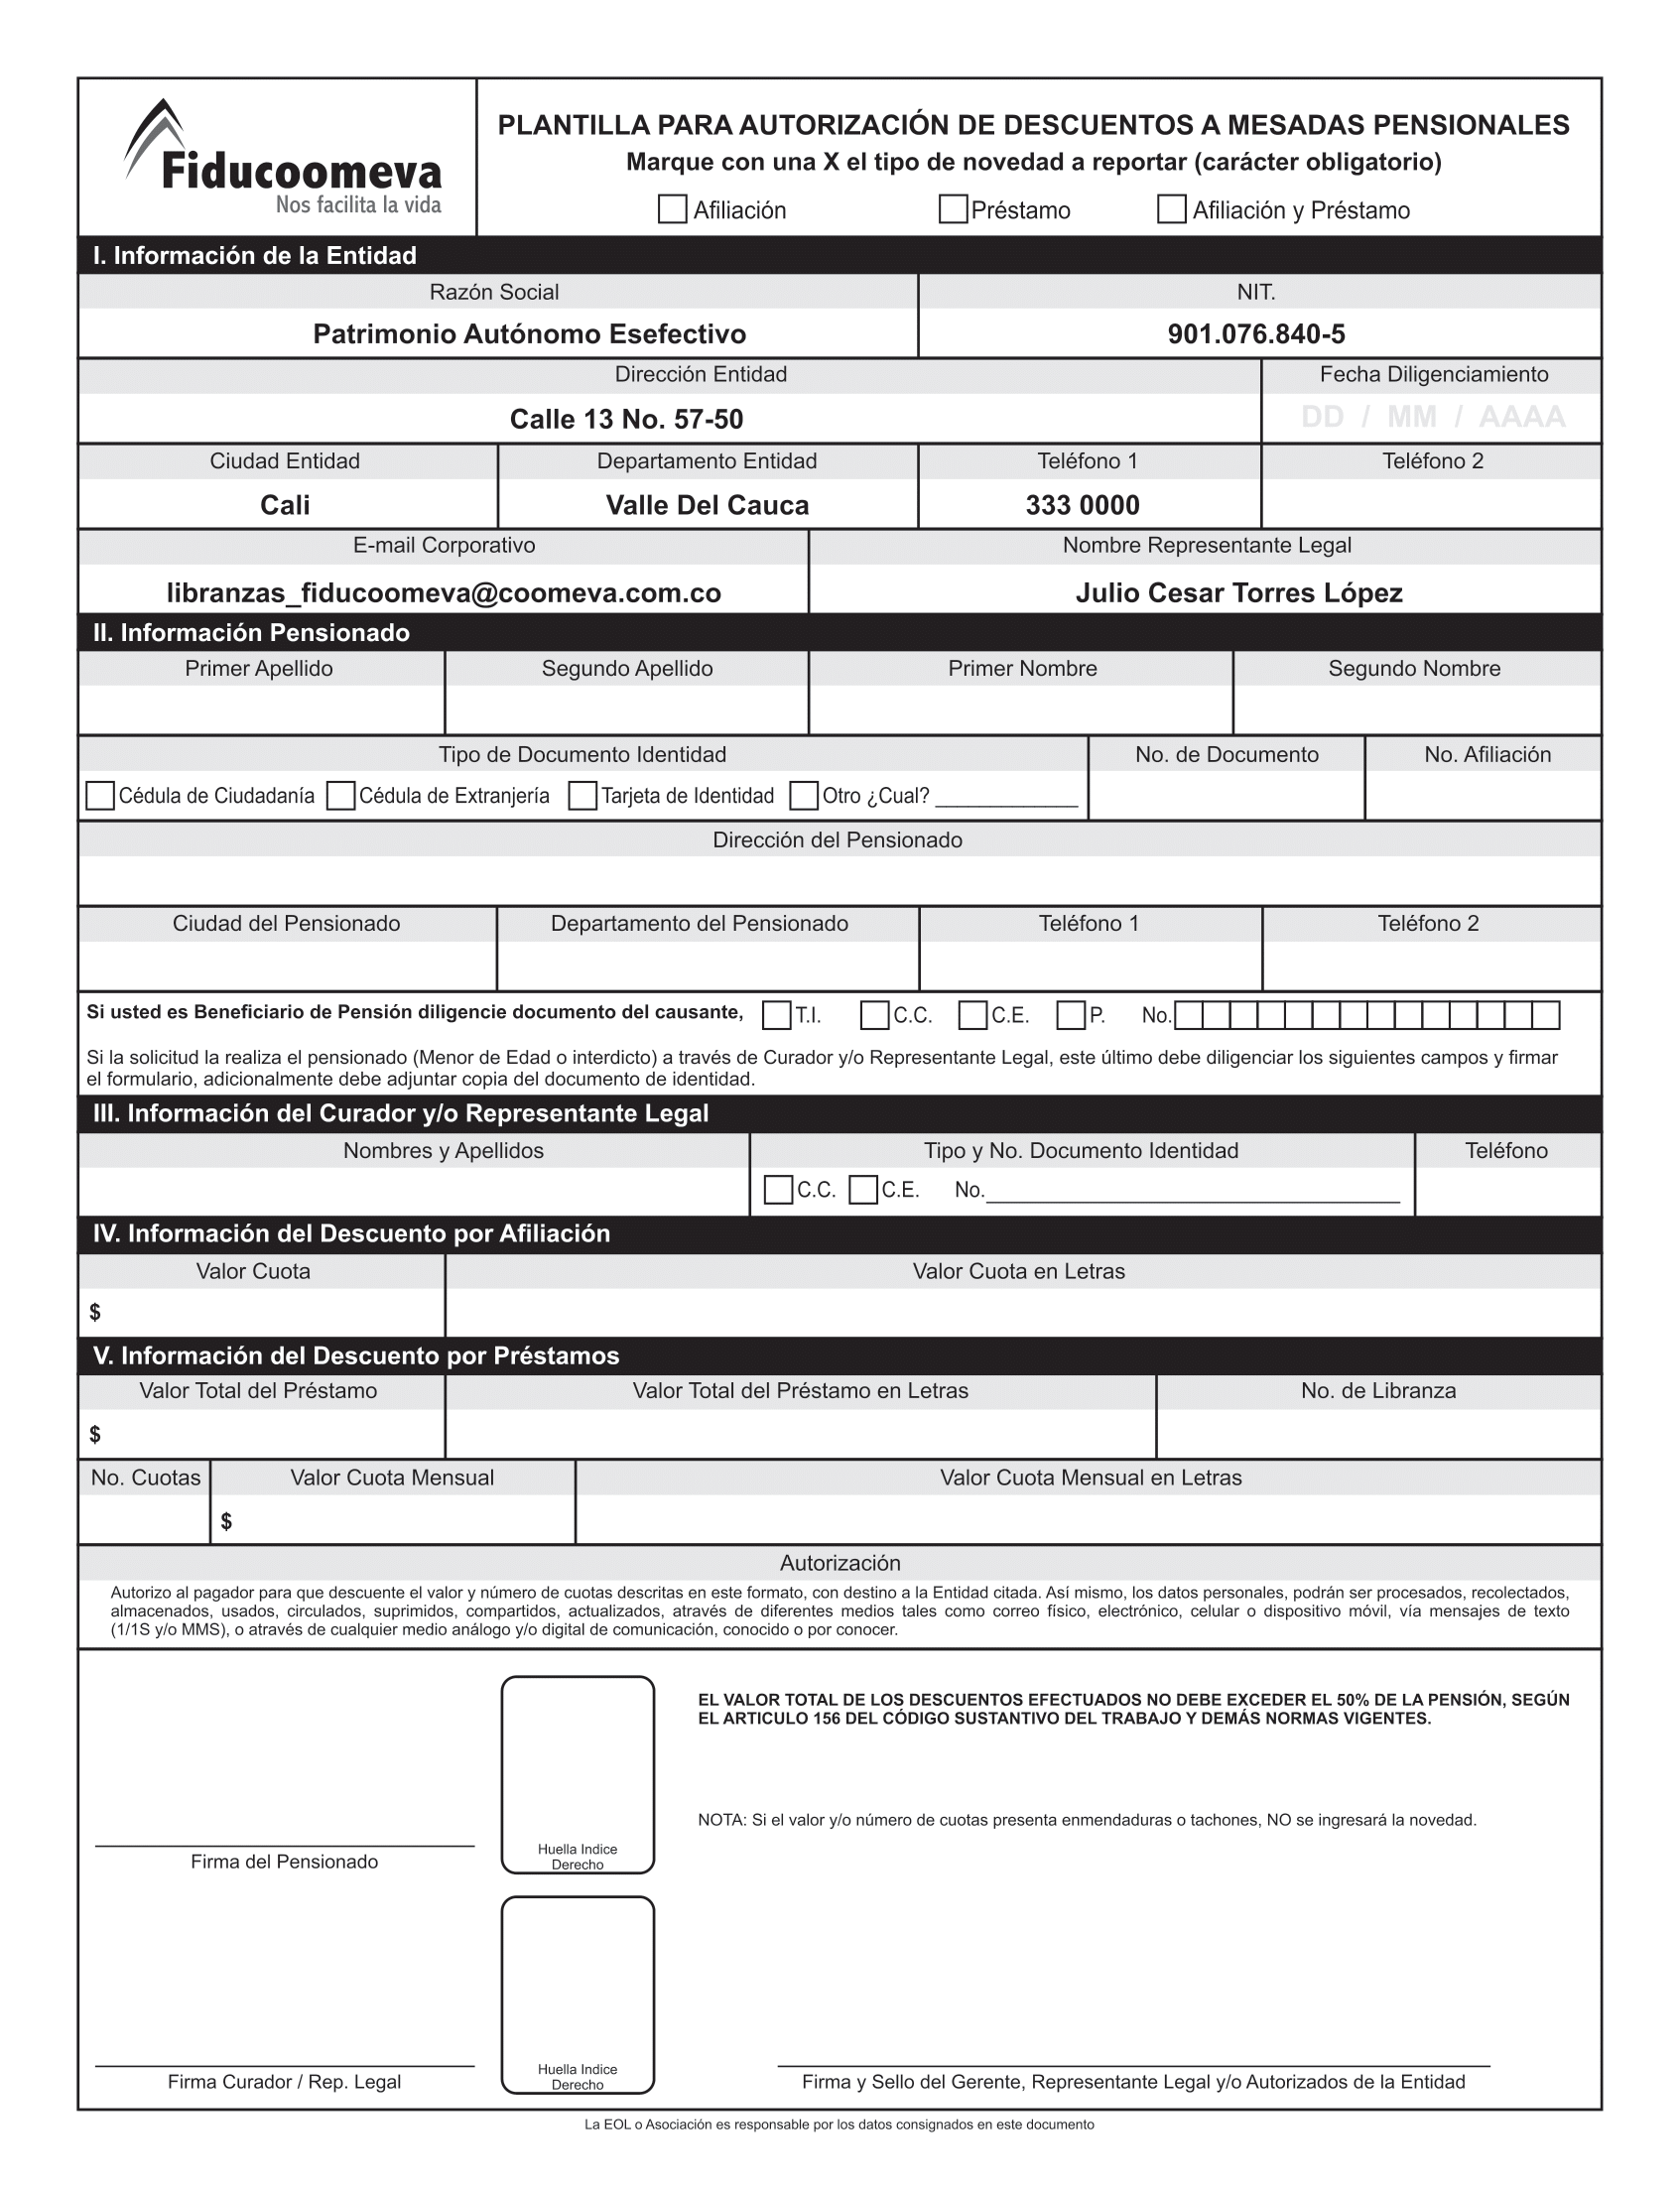 Fiducoomeva
Nos facilita la vida
PLANTILLA PARA AUTORIZACIÓN DE DESCUENTOS A MESADAS PENSIONALES
Marque con una X el tipo de novedad a reportar (carácter obligatorio)
Afiliación Préstamo Afiliación y Préstamo
I. Información de la Entidad
Razón Social NIT.
Patrimonio Autónomo Esefectivo 901.076.840-5
Dirección Entidad Fecha Diligenciamiento
Calle 13 No. 57-50 DD / MM / AAAA
Ciudad Entidad Departamento Entidad Teléfono 1 Teléfono 2
Cali Valle Del Cauca 333 0000
E-mail Corporativo Nombre Representante Legal
libranzas_fiducoomeva@coomeva.com.co Julio Cesar Torres López
II. Información Pensionado
Primer Apellido Segundo Apellido Primer Nombre Segundo Nombre
Tipo de Documento Identidad No. de Documento No. Afiliación
Cédula de Ciudadanía Cédula de Extranjería Tarjeta de Identidad Otro ¿Cual? _____________
Dirección del Pensionado
Ciudad del Pensionado Departamento del Pensionado Teléfono 1 Teléfono 2
Si usted es Beneficiario de Pensión diligencie documento del causante, T.I. C.C. C.E. P. No.
Si la solicitud la realiza el pensionado (Menor de Edad o interdicto) a través de Curador y/o Representante Legal, este último debe diligenciar los siguientes campos y firmar
el formulario, adicionalmente debe adjuntar copia del documento de identidad.
III. Información del Curador y/o Representante Legal
Nombres y Apellidos Tipo y No. Documento Identidad Teléfono
C.C. C.E. No.______________________________________
IV. Información del Descuento por Afiliación
Valor Cuota Valor Cuota en Letras
$
V. Información del Descuento por Préstamos
Valor Total del Préstamo Valor Total del Préstamo en Letras No. de Libranza
$
No. Cuotas Valor Cuota Mensual Valor Cuota Mensual en Letras
$
Autorización
Autorizo al pagador para que descuente el valor y número de cuotas descritas en este formato, con destino a la Entidad citada. Así mismo, los datos personales, podrán ser procesados, recolectados,
almacenados, usados, circulados, suprimidos, compartidos, actualizados, através de diferentes medios tales como correo físico, electrónico, celular o dispositivo móvil, vía mensajes de texto
(1/1S y/o MMS), o através de cualquier medio análogo y/o digital de comunicación, conocido o por conocer.
EL VALOR TOTAL DE LOS DESCUENTOS EFECTUADOS NO DEBE EXCEDER EL 50% DE LA PENSIÓN, SEGÚN
EL ARTICULO 156 DEL CÓDIGO SUSTANTIVO DEL TRABAJO Y DEMÁS NORMAS VIGENTES.
NOTA: Si el valor y/o número de cuotas presenta enmendaduras o tachones, NO se ingresará la novedad.
Firma del Pensionado
Huella Indice
Derecho
Firma Curador / Rep. Legal
Huella Indice
Derecho
Firma y Sello del Gerente, Representante Legal y/o Autorizados de la Entidad
La EOL o Asociación es responsable por los datos consignados en este documento